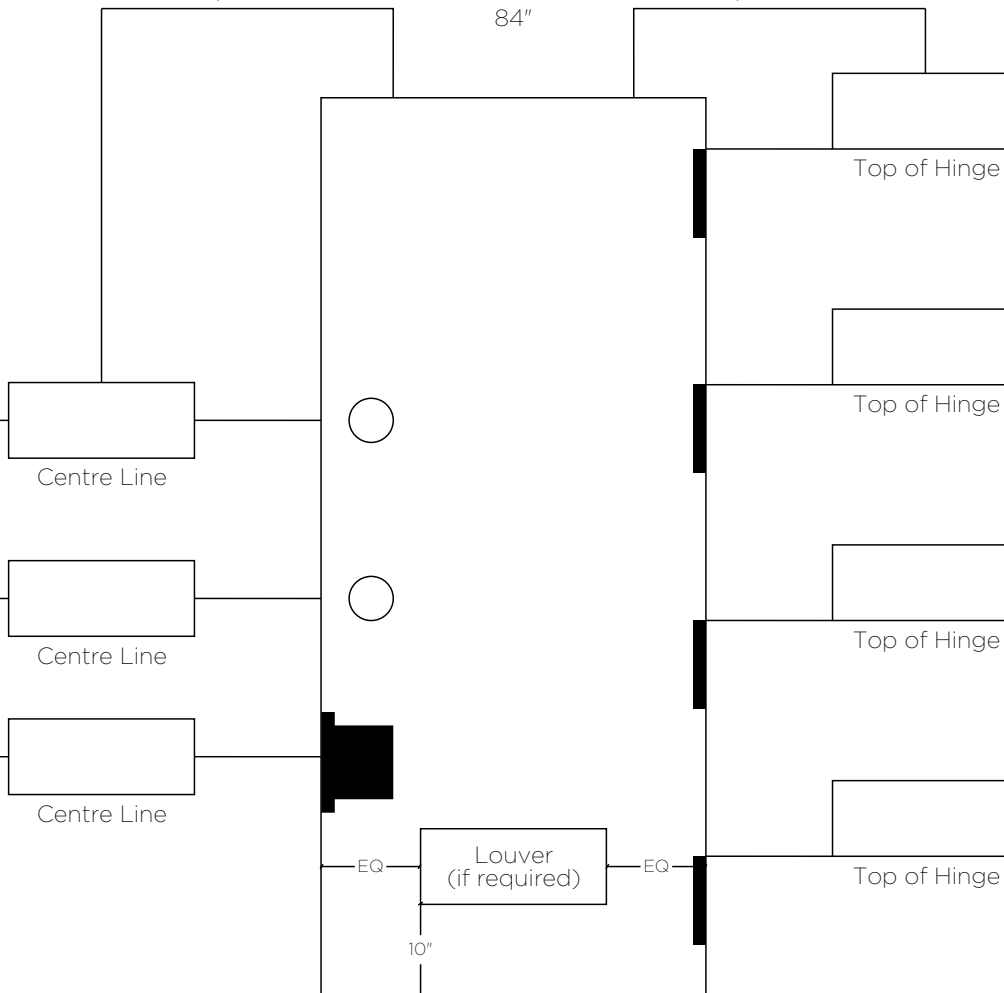 84"
Top of Hinge
Top of Hinge
Centre Line
Top of Hinge
Centre Line
Centre Line
EQ
Louver
(if required)
EQ
Top of Hinge
10"